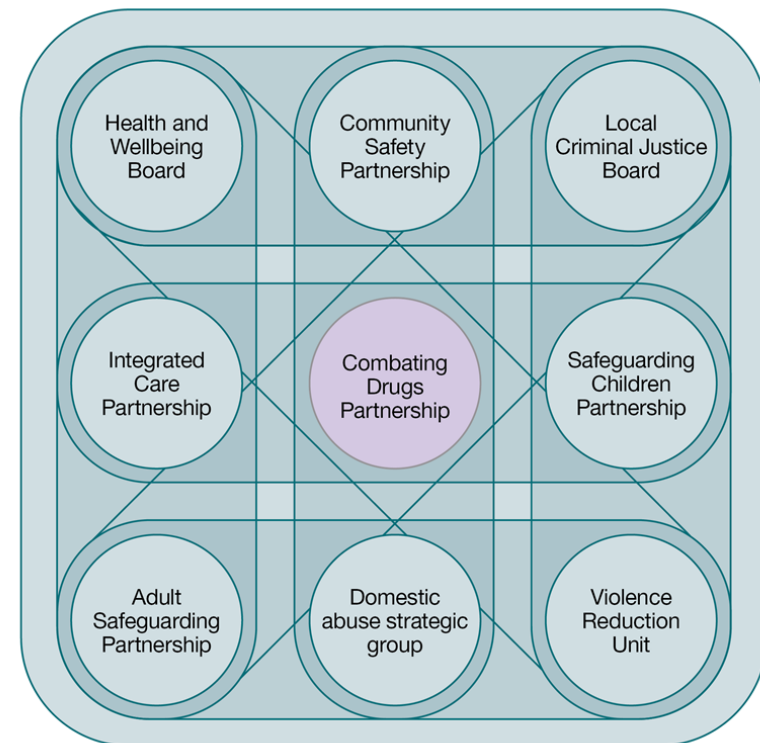 Health and
Wellbeing
Board
Community
Safety
Partnership
Local
Criminal Justice
Board
Integrated
Care
Partnership
Combating
Drugs
Partnership
Safeguarding
Children
Partnership
Adult
Safeguarding
Partnership
Domestic
abuse strategic
group
Violence
Reduction
Unit